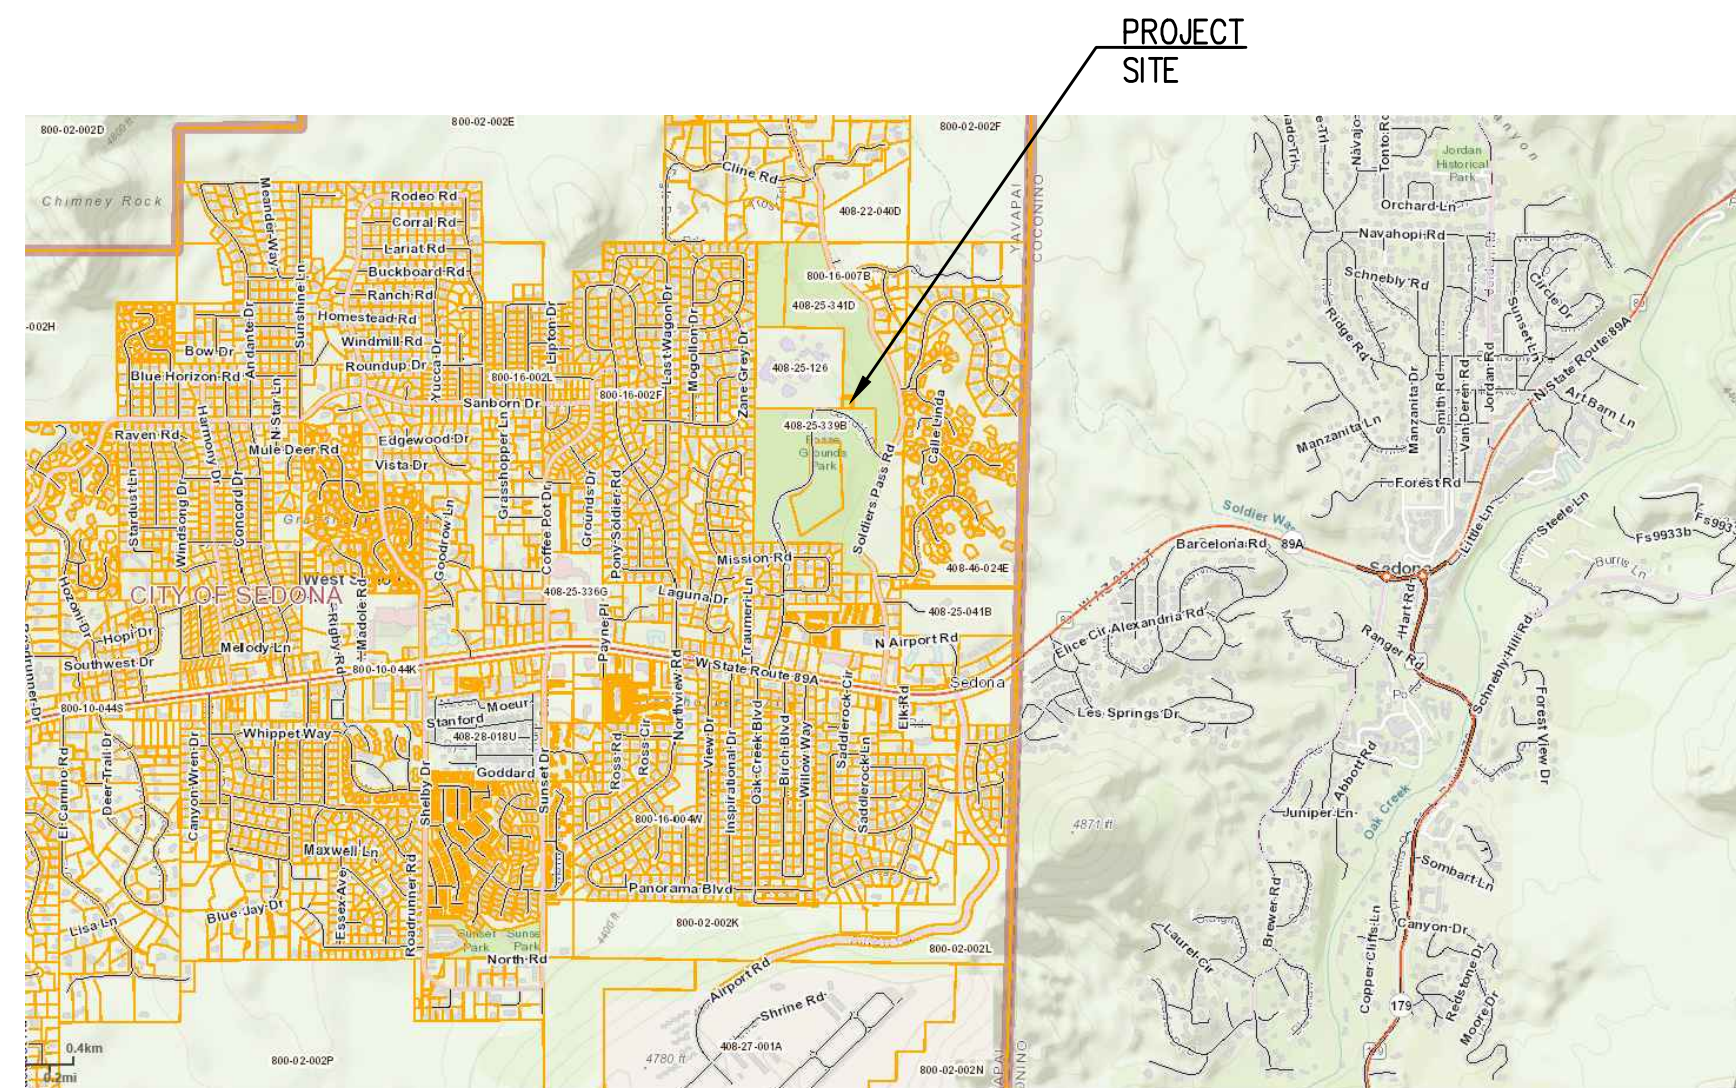 PROJECT
SITE
800-02-002D
800-02-002E
800-02-002F
Chimney Rock
Cline Rd
408-22-040D
YAVAPAI
COCONINO
Jordan
Historical
Park
Orchard Ln
Navahopi Rd
Tonto Rd
Schnebly Rd
Circle Dr
Sunset Ln
Ridge Rd
N State Route 89A
Meander Way
Rodeo Rd
Corral Rd
Lariat Rd
Buckboard Rd
Ranch Rd
Homestead Rd
Windmill Rd
Roundup Dr
Sunshine Ln
Andante Dr
Bow Dr
Blue Horizon Rd
Yucca Dr
Lipton Dr
Last Wagon Dr
Mogollon Dr
Zane Grey Dr
800-16-007B
408-25-341D
408-25-126
408-25-339B
Posse
Grounds
Park
-002H
800-16-002L
800-16-002F
Sanborn Dr
N Star Ln
Harmony Dr
Raven Rd
Mule Deer Rd
Edgewood Dr
Vista Dr
Grasshopper Ln
Coffee Pot Dr
Grounds Dr
Pony Soldier Rd
Soldiers Pass Rd
Calle Linda
Manzanita Ln
Manzanita Dr
Smith Rd
Van Deren Rd
Jordan Rd
Art Barn Ln
Forest Rd
Little Ln
Steele Ln
Fs9933b
Burris Ln
Stardust Ln
Windsong Dr
Concord Dr
Goodrow Ln
Mission Rd
408-46-024E
Barcelona Rd
89A
Sedona
CITY OF SEDONA
Hozoni Dr
Hopi Dr
Southwest Dr
Melody Ln
Rigby Rd
Madole Rd
408-25-336G
Payne Pl
Laguna Dr
Traumeri Ln
408-25-041B
N Airport Rd
Elice Cir
Alexandria Rd
Hart Rd
Ranger Rd
Schnebly Hill Rd
800-10-044K
800-10-044S
W State Route 89A
Northview Rd
Sedona
Les Springs Dr
Forest View Dr
Moeur
Stanford
408-28-018U
Goddard
Whippet Way
Canyon Wren Dr
Deer Trail Dr
El Camino Rd
Shelby Dr
Sunset Dr
Ross Rd
Ross Cir
View Dr
Inspirational Dr
Oak Creek Blvd
Birch Blvd
Willow Way
Saddlerock Cir
Saddlerock Ln
Elk Rd
800-16-004W
4871 ft
Abbott Rd
Juniper Ln
Oak Creek
Maxwell Ln
Essex Ave
Roadrunner Rd
Panorama Blvd
Blue Jay Dr
Lisa Ln
Sunset
Park
North Rd
4400 ft
800-02-002K
800-02-002L
Airport Rd
Shrine Rd
408-27-001A
4780 ft
800-02-002P
800-02-002N
Brewer Rd
Laurel Cir
Copper Cliffs Ln
Sombart Ln
Canyon Dr
Redstone Dr
Moore Dr
179
0.4km
0.2mi